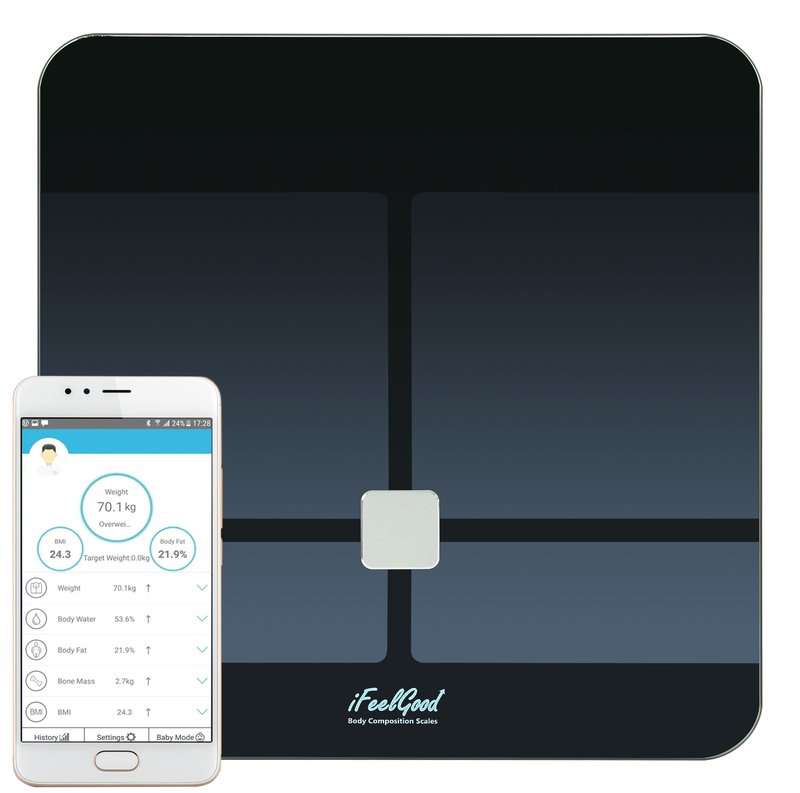 24% 17:28
Weight
70.1 kg
Overwei...
BMI
24.3
Target Weight:0.0kg
Body Fat
21.9%
Weight 70.1kg ↑
Body Water 53.6% ↑
Body Fat 21.9% ↑
Bone Mass 2.7kg ↑
BMI BMI 24.3 ↑
History Settings Baby Mode
iFeelGood
Body Composition Scales